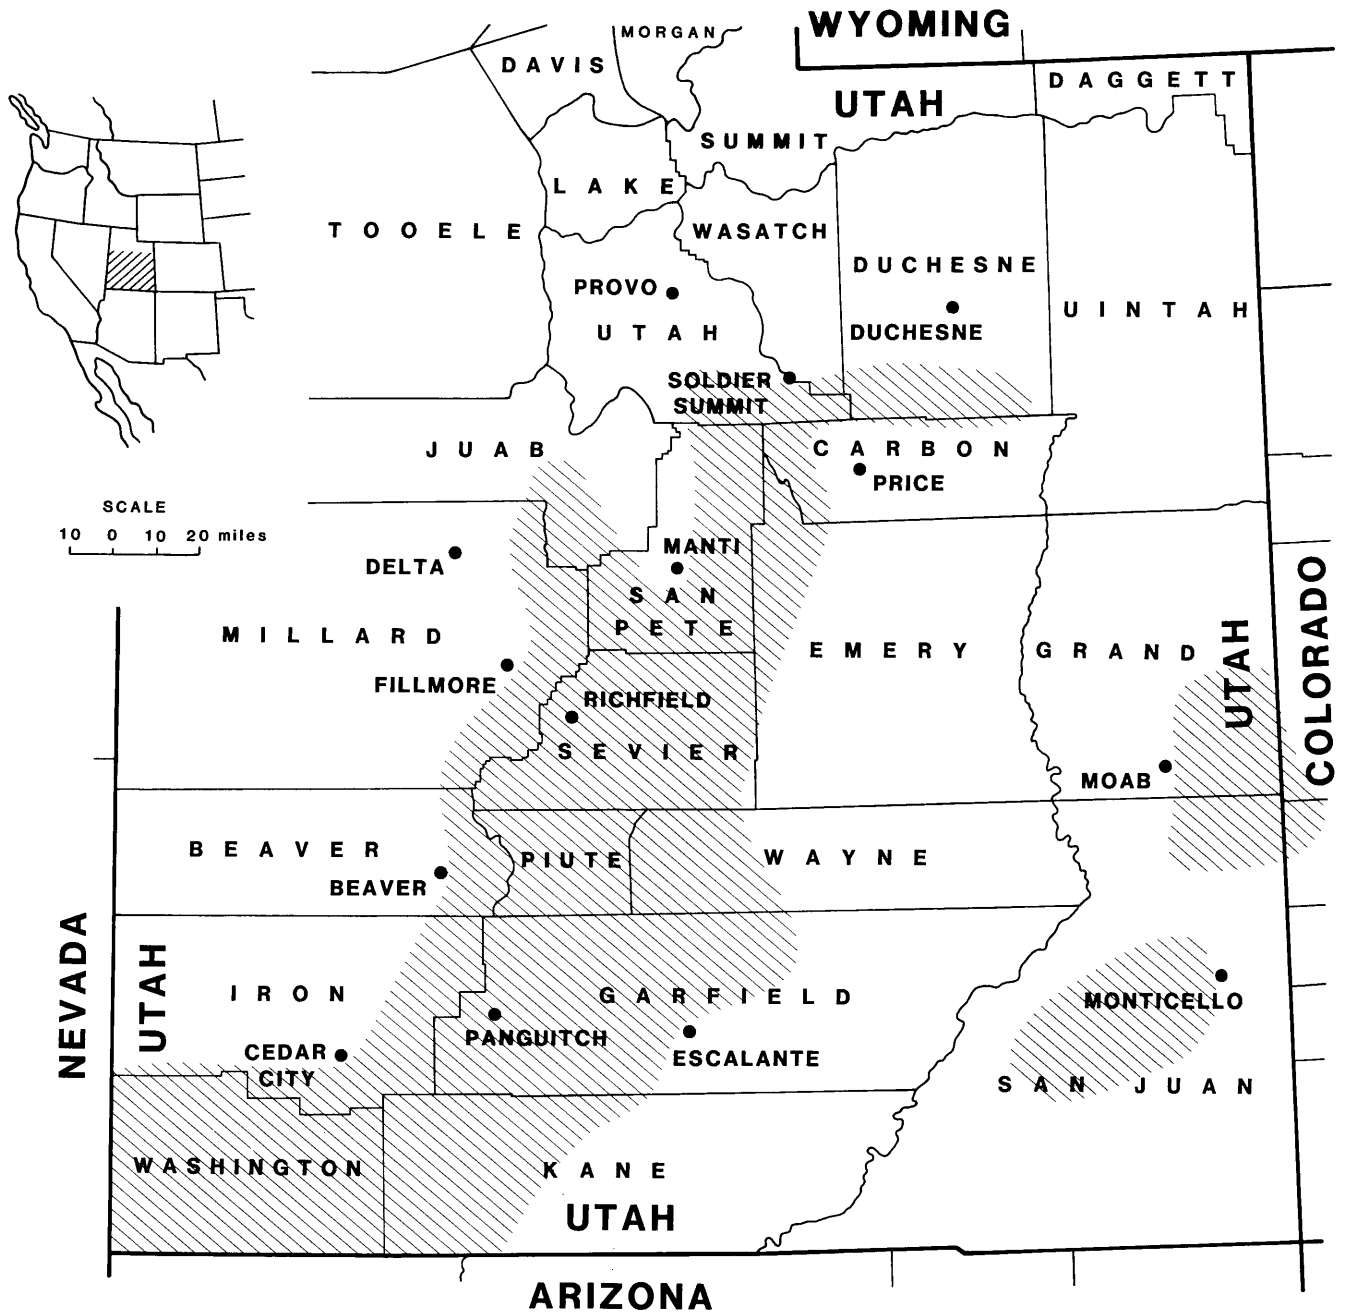 WYOMING
MORGAN
DAVIS
DAGGETT
UTAH
SUMMIT
LAKE
TOOELE
WASATCH
DUCHESNE
PROVO
UINTAH
UTAH
DUCHESNE
SOLDIER
SUMMIT
JUAB
CARBON
PRICE
SCALE
10 0 10 20 miles
MANTI
DELTA
SAN
PETE
MILLARD
EMERY
GRAND
UTAH
COLORADO
FILLMORE
RICHFIELD
SEVIER
MOAB
BEAVER
PIUTE
WAYNE
BEAVER
NEVADA
UTAH
IRON
GARFIELD
MONTICELLO
PANGUITCH
CEDAR
CITY
ESCALANTE
SAN JUAN
WASHINGTON
KANE
UTAH
ARIZONA